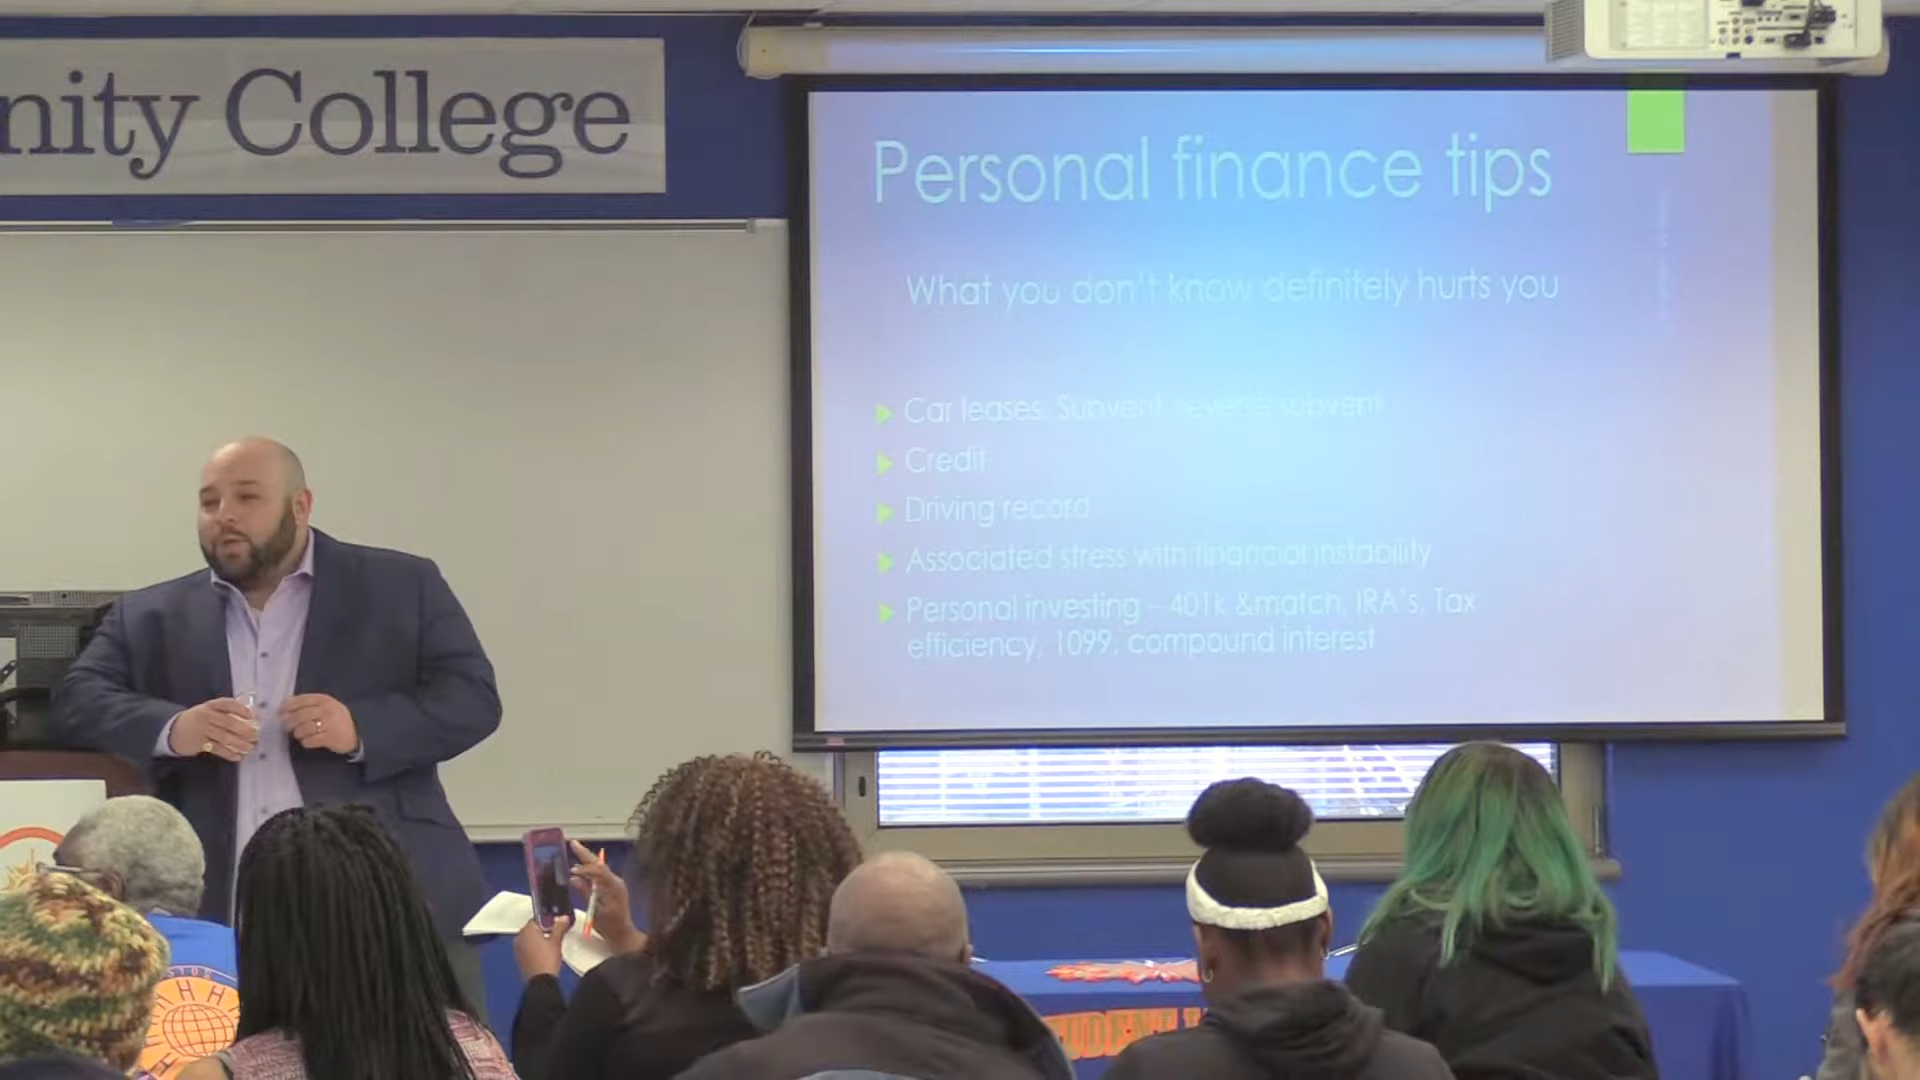 nity College
Personal finance tips
What you don't know definitely hurts you
Car leases. Subvent, reverse subvent
Credit
Driving record
Associated stress with financial instability
Personal investing – 401k &match, IRA's, Tax
efficiency, 1099, compound interest
UDENT